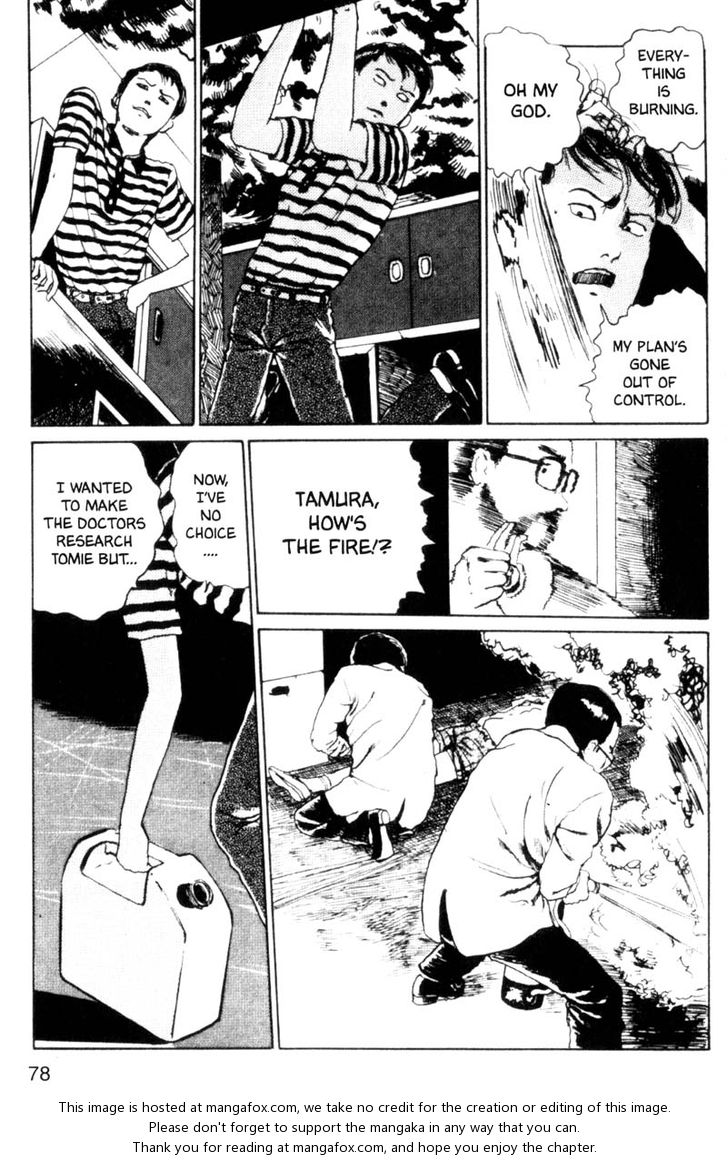 EVERY-
THING
IS
BURNING.
OH MY
GOD.
MY PLAN'S
GONE
OUT OF
CONTROL.
TAMURA,
HOW'S
THE FIRE!?
NOW,
I'VE
NO
CHOICE
....
I WANTED
TO MAKE
THE DOCTORS
RESEARCH
TOMIE BUT...
78
This image is hosted at mangafox.com, we take no credit for the creation or editing of this image.
Please don't forget to support the mangaka in any way that you can.
Thank you for reading at mangafox.com, and hope you enjoy the chapter.